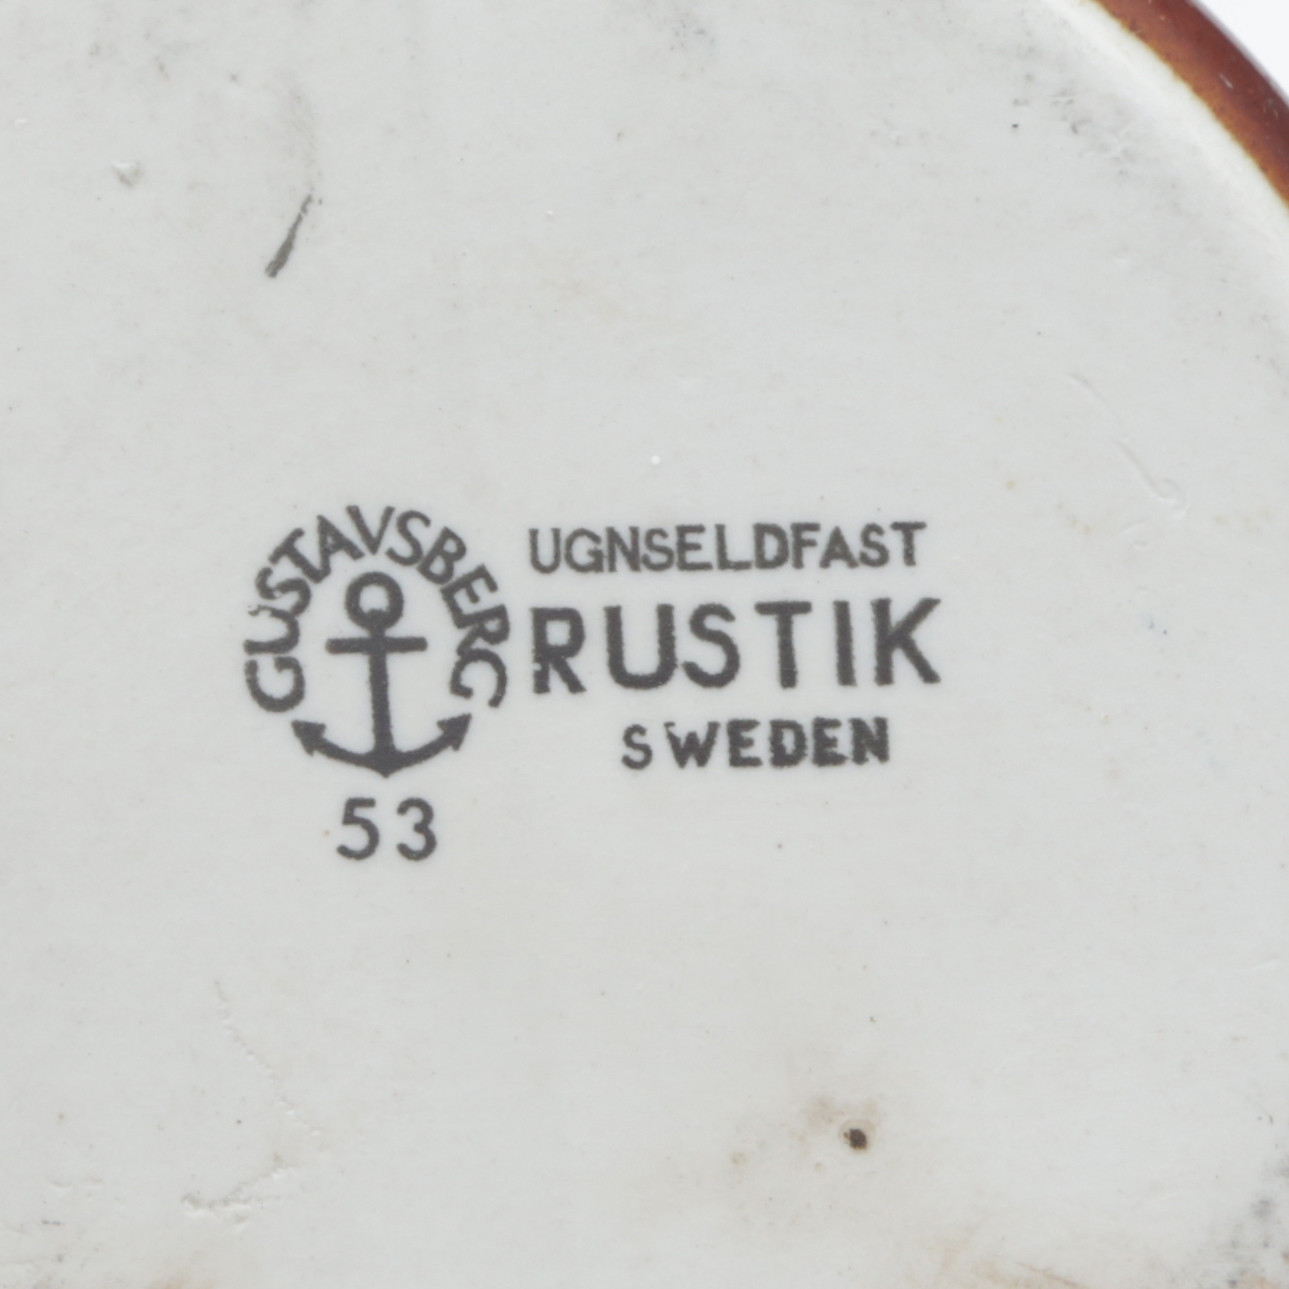 GUSTAVSBERG
UGNSELDFAST
RUSTIK
SWEDEN
53